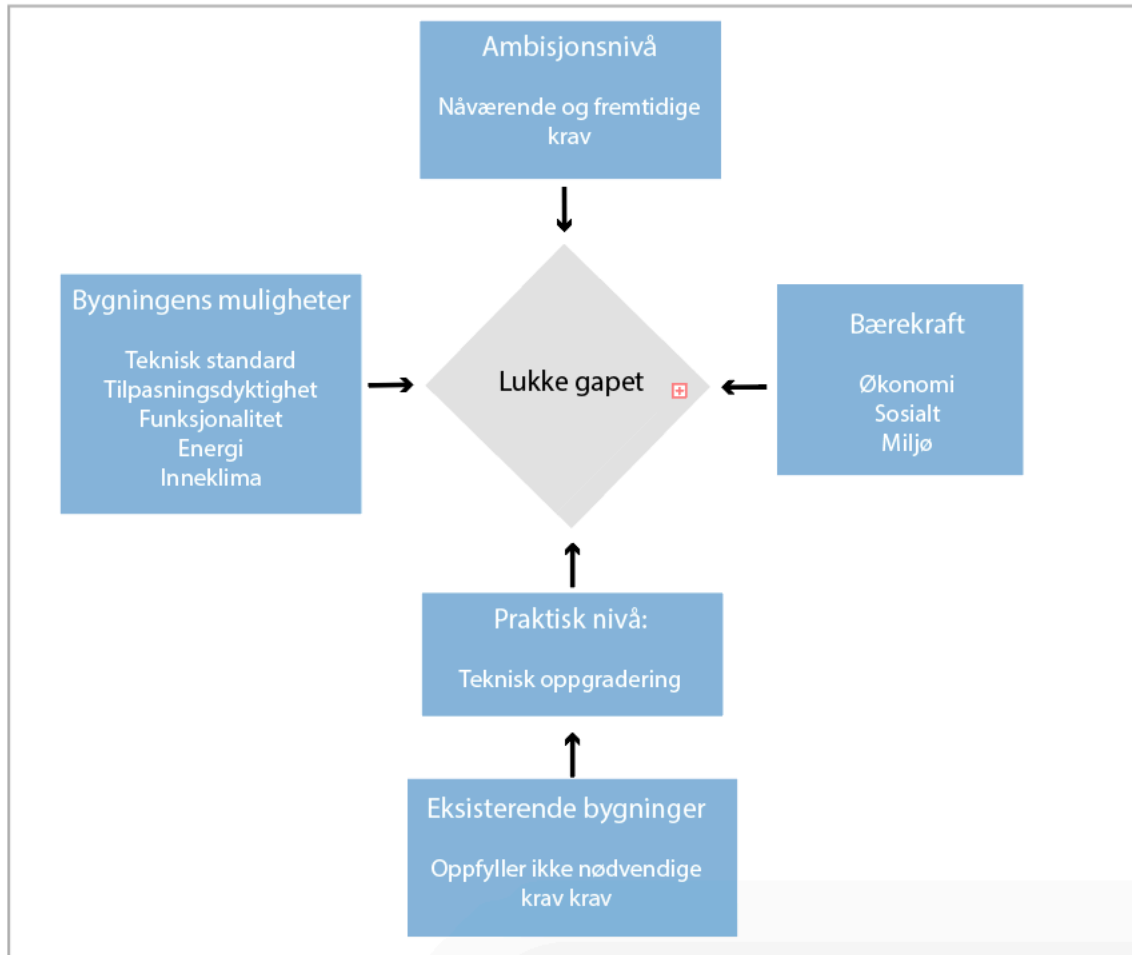 Ambisjonsnivå
Nåværende og fremtidige
krav
Bygningens muligheter
Teknisk standard
Tilpasningsdyktighet
Funksjonalitet
Energi
Inneklima
Lukke gapet
Bærekraft
Økonomi
Sosialt
Miljø
Praktisk nivå:
Teknisk oppgradering
Eksisterende bygninger
Oppfyller ikke nødvendige
krav krav